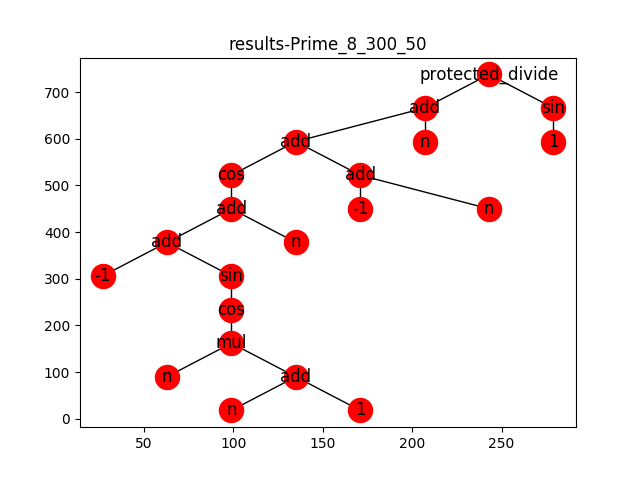 results-Prime_8_300_50
protected_divide
700
add
sin
600
add
n
1
cos
add
500
add
-1
n
400
add
n
300
-1
sin
cos
200
mul
100
n
add
n
1
0
50
100
150
200
250